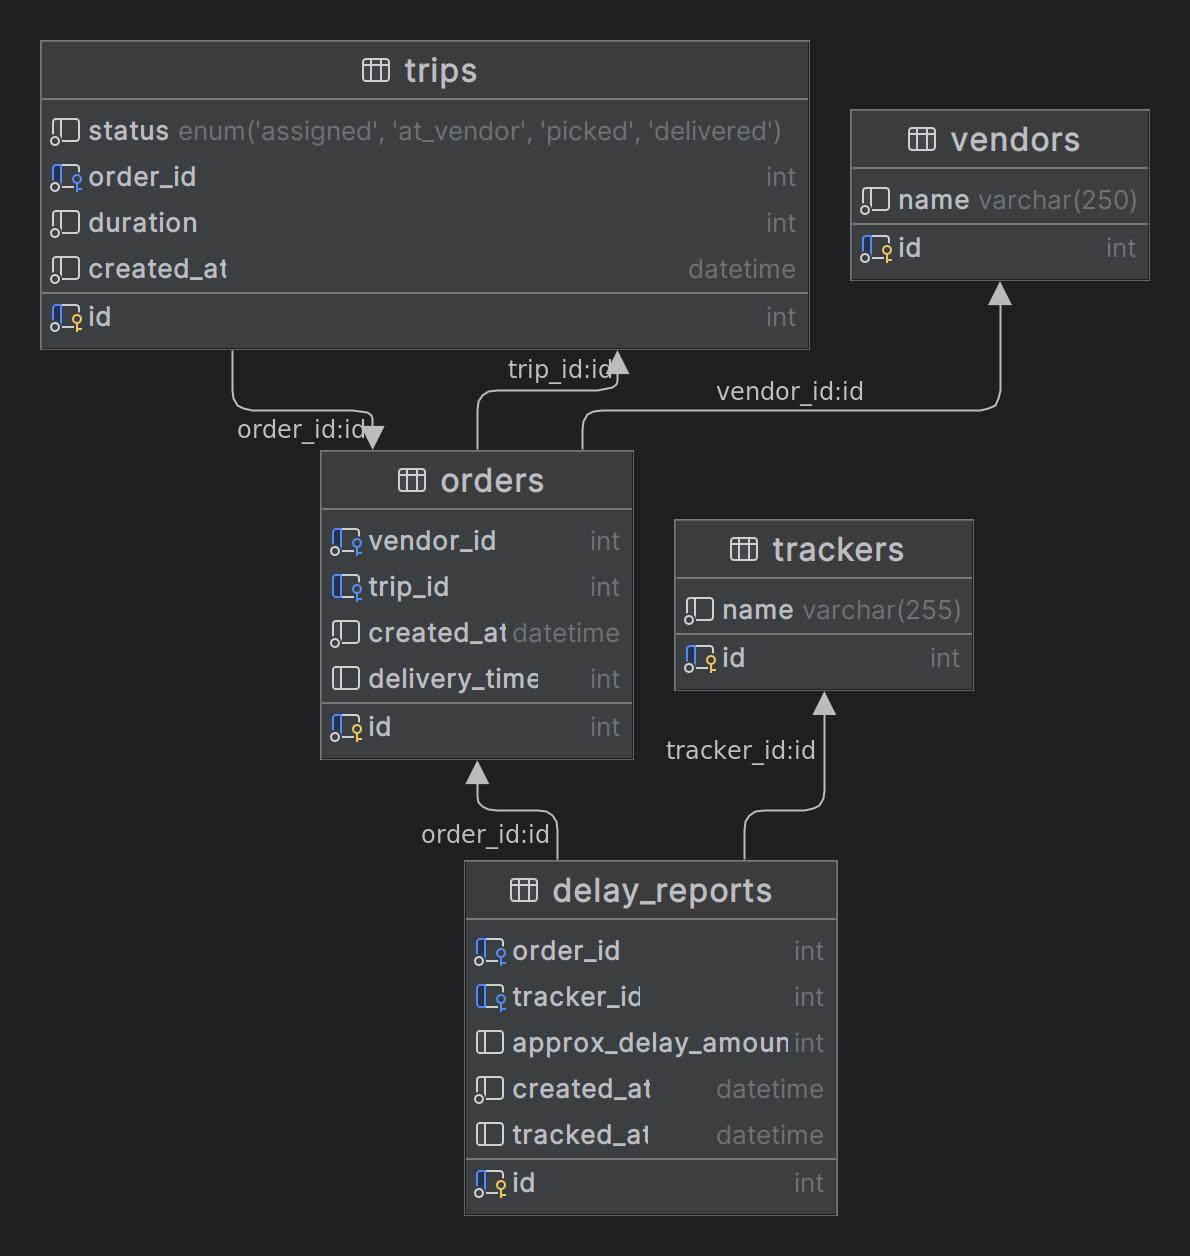 trips
status enum('assigned', 'at_vendor', 'picked', 'delivered')
order_id int
duration int
created_at datetime
id int
vendors
name varchar(250)
id int
trip_id:id
vendor_id:id
order_id:id
orders
vendor_id int
trip_id int
created_at datetime
delivery_time int
id int
trackers
name varchar(255)
id int
tracker_id:id
order_id:id
delay_reports
order_id int
tracker_id int
approx_delay_amoun int
created_at datetime
tracked_at datetime
id int